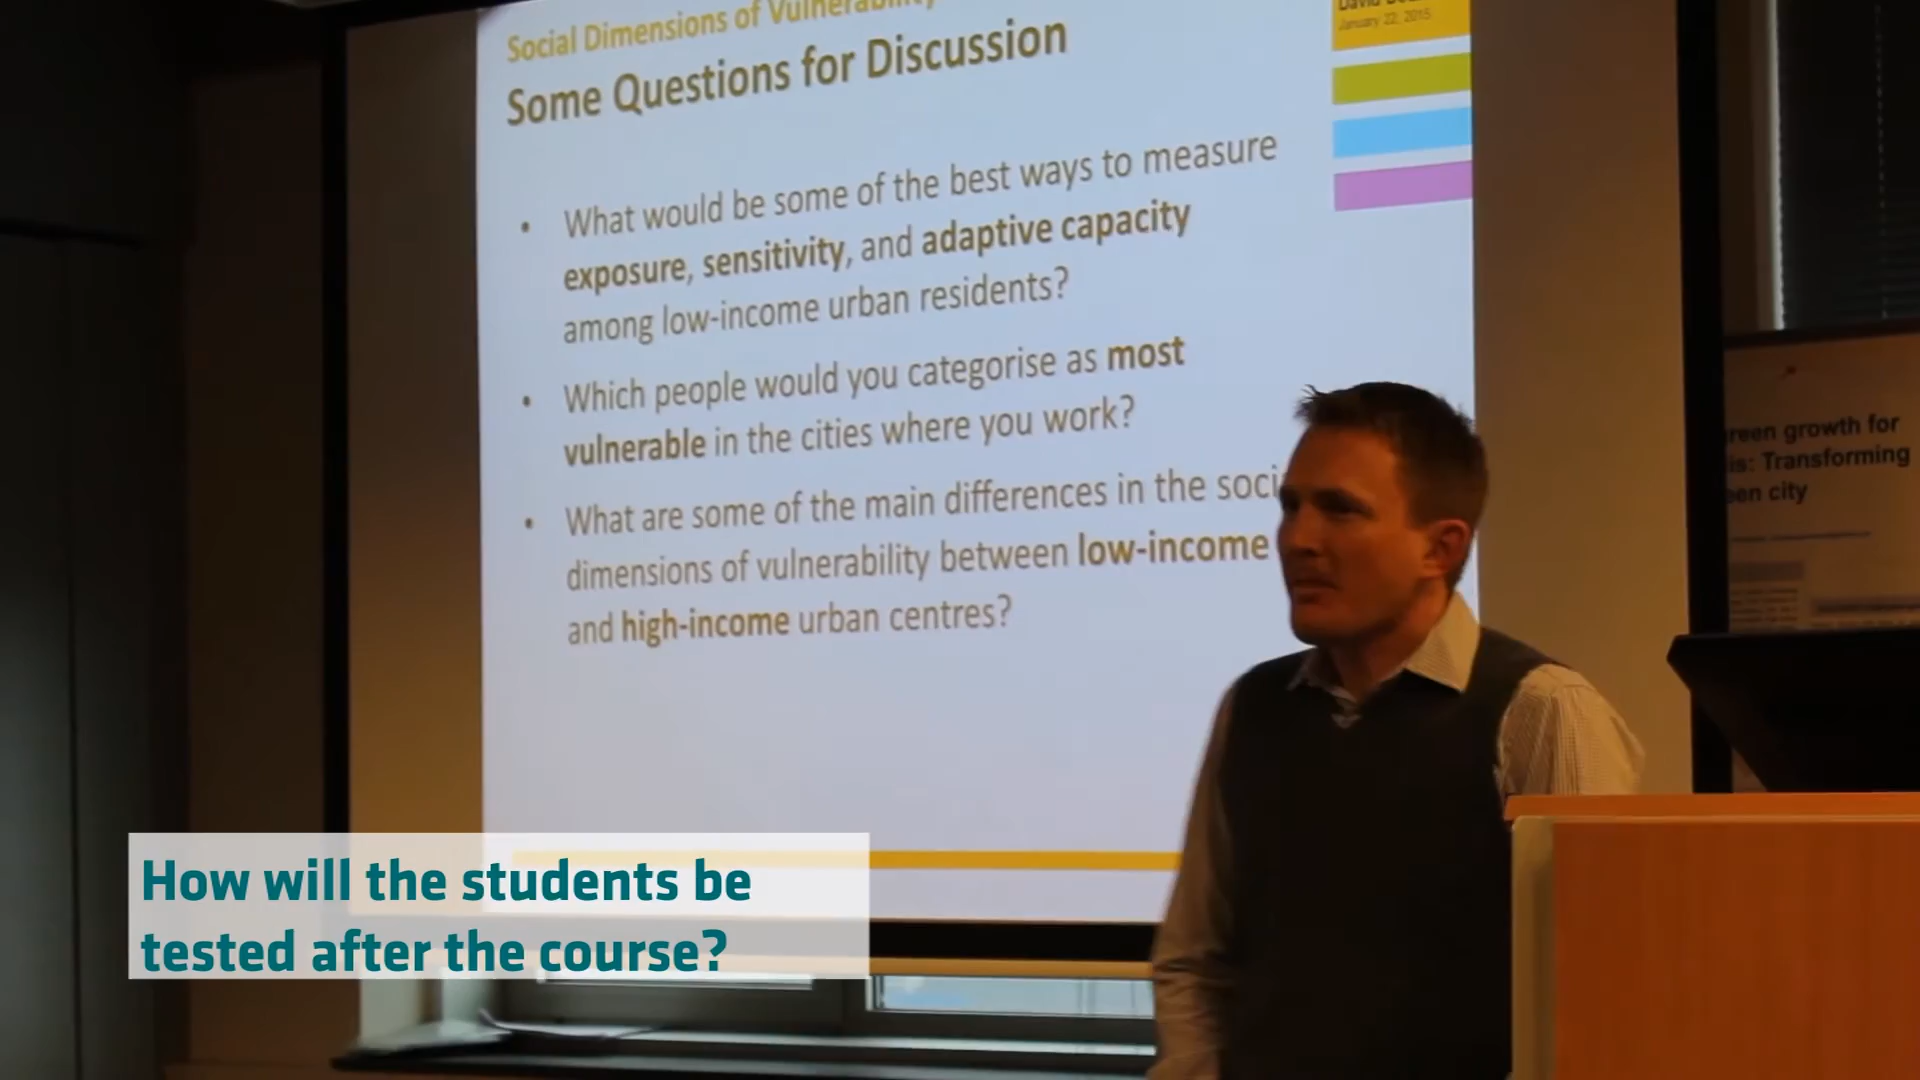 Social Dimensions of Vulnerability
Some Questions for Discussion
January 22, 2015
• What would be some of the best ways to measure
exposure, sensitivity, and adaptive capacity
among low-income urban residents?
• Which people would you categorise as most
vulnerable in the cities where you work?
• What are some of the main differences in the soci
dimensions of vulnerability between low-income
and high-income urban centres?
growth for
Transforming
city
How will the students be
tested after the course?